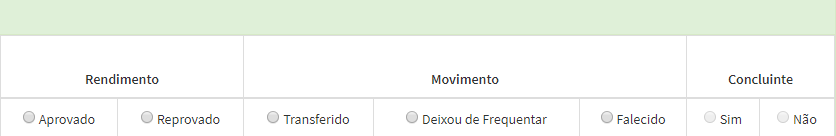 Rendimento Movimento Concluinte
Aprovado Reprovado Transferido Deixou de Frequentar Falecido Sim Não